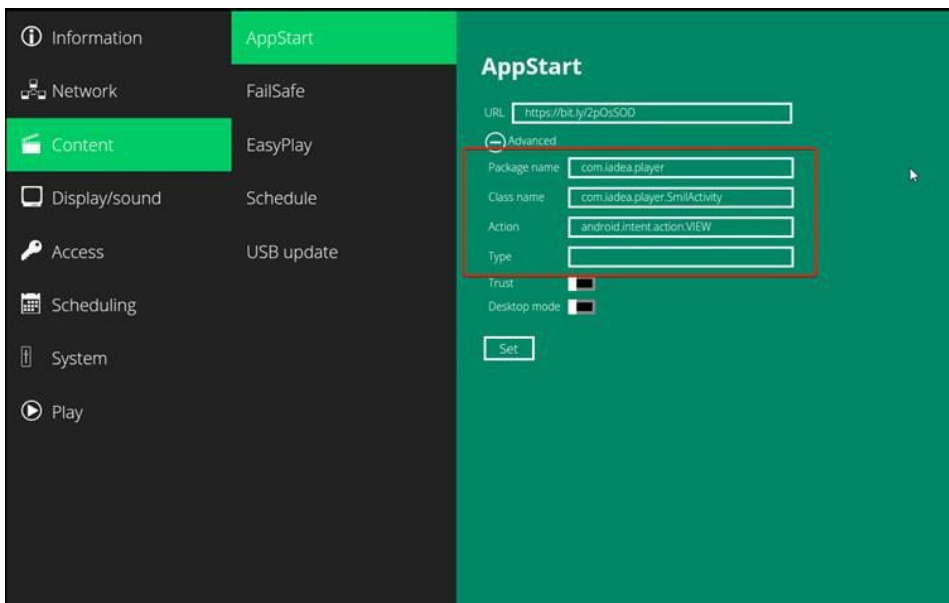 Information
Network
Content
Display/sound
Access
Scheduling
System
Play
AppStart
FailSafe
EasyPlay
Schedule
USB update
AppStart
URL https://bit.ly/2pOsSOD
Advanced
Package name com.iadea.player
Class name com.iadea.player.SmilActivity
Action android.intent.action.VIEW
Type
Trust
Desktop mode
Set